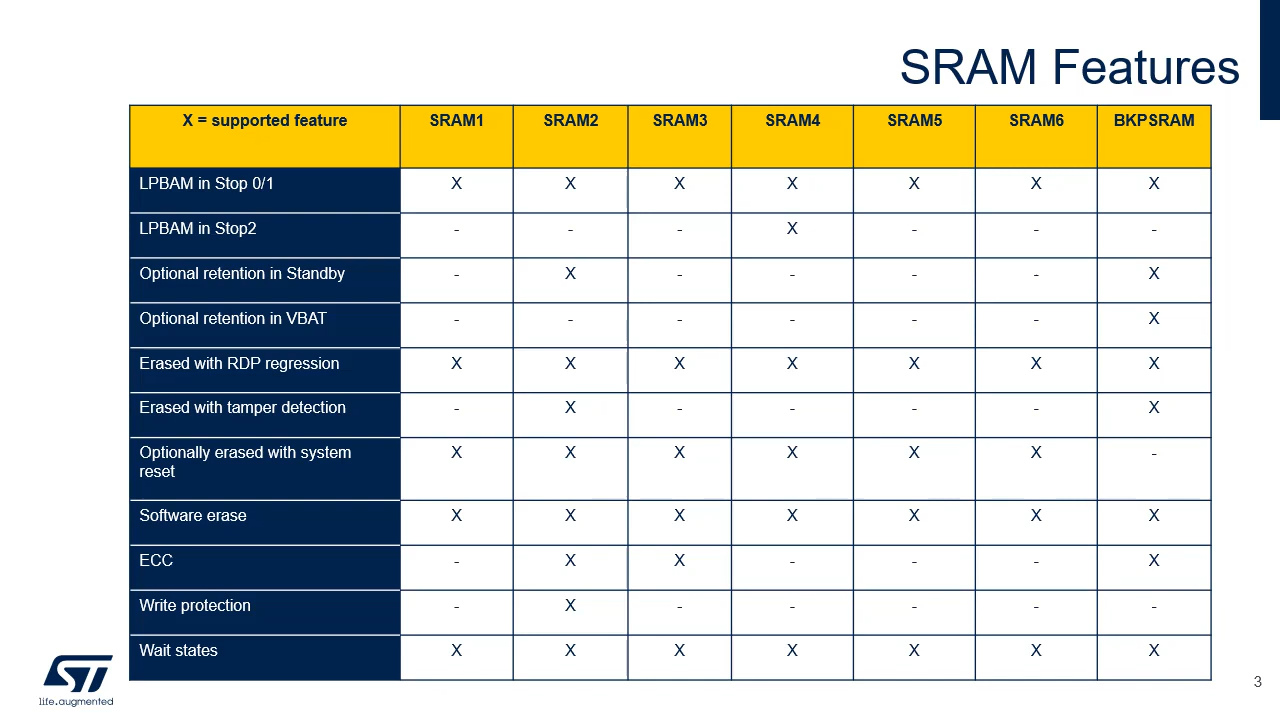 SRAM Features
X = supported feature SRAM1 SRAM2 SRAM3 SRAM4 SRAM5 SRAM6 BKPSRAM
LPBAM in Stop 0/1 X X X X X X X
LPBAM in Stop2 - - - X - - -
Optional retention in Standby - X - - - - X
Optional retention in VBAT - - - - - - X
Erased with RDP regression X X X X X X X
Erased with tamper detection - X - - - - X
Optionally erased with system X X X X X X -
reset
Software erase X X X X X X X
ECC - X X - - - X
Write protection - X - - - - -
Wait states X X X X X X X
ST
life.augmented
3